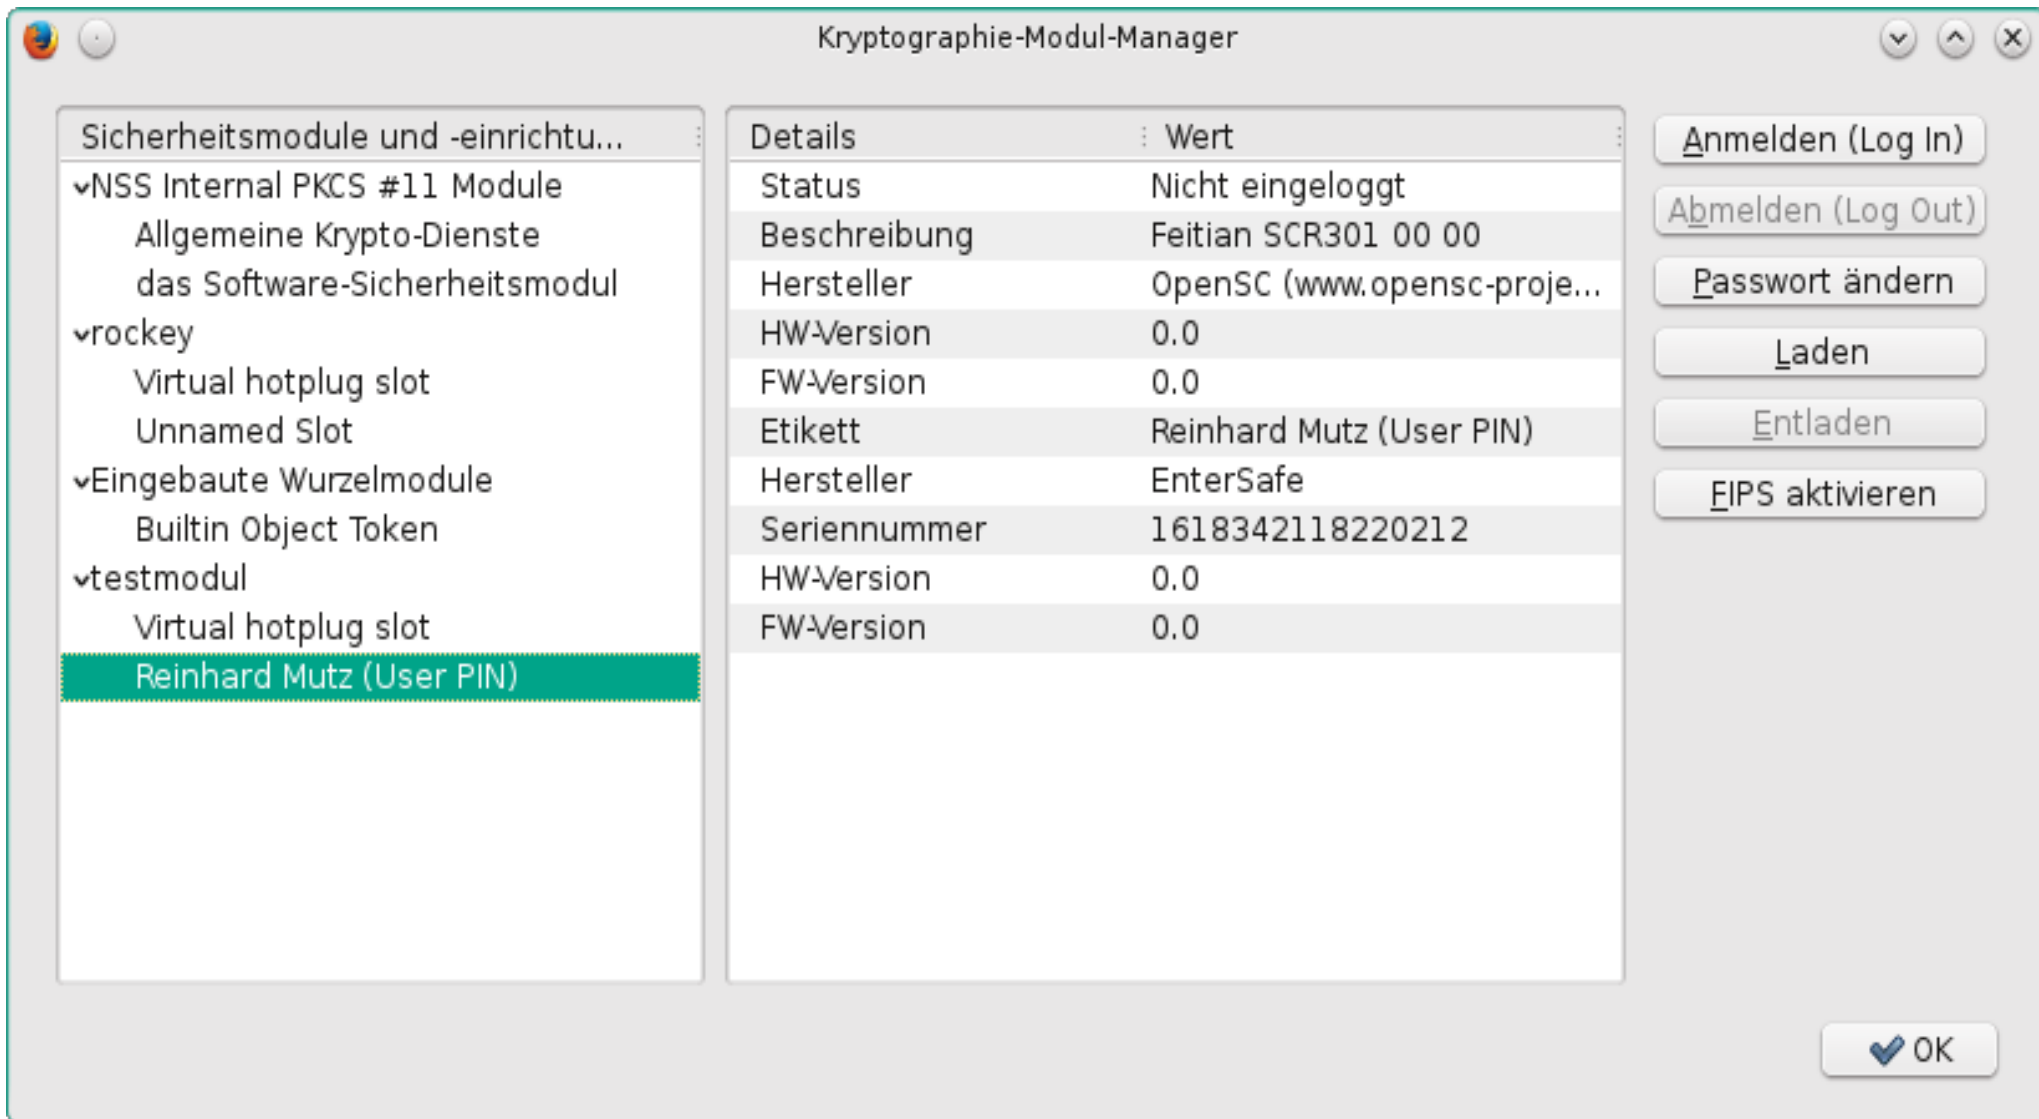 Kryptographie-Modul-Manager
Sicherheitsmodule und -einrichtu...
NSS Internal PKCS #11 Module
Allgemeine Krypto-Dienste
das Software-Sicherheitsmodul
rockey
Virtual hotplug slot
Unnamed Slot
Eingebaute Wurzelmodule
Builtin Object Token
testmodul
Virtual hotplug slot
Reinhard Mutz (User PIN)
Details Wert
Status Nicht eingeloggt
Beschreibung Feitian SCR301 00 00
Hersteller OpenSC (www.opensc-proje...
HW-Version 0.0
FW-Version 0.0
Etikett Reinhard Mutz (User PIN)
Hersteller EnterSafe
Seriennummer 1618342118220212
HW-Version 0.0
FW-Version 0.0
Anmelden (Log In)
Abmelden (Log Out)
Passwort ändern
Laden
Entladen
FIPS aktivieren
OK